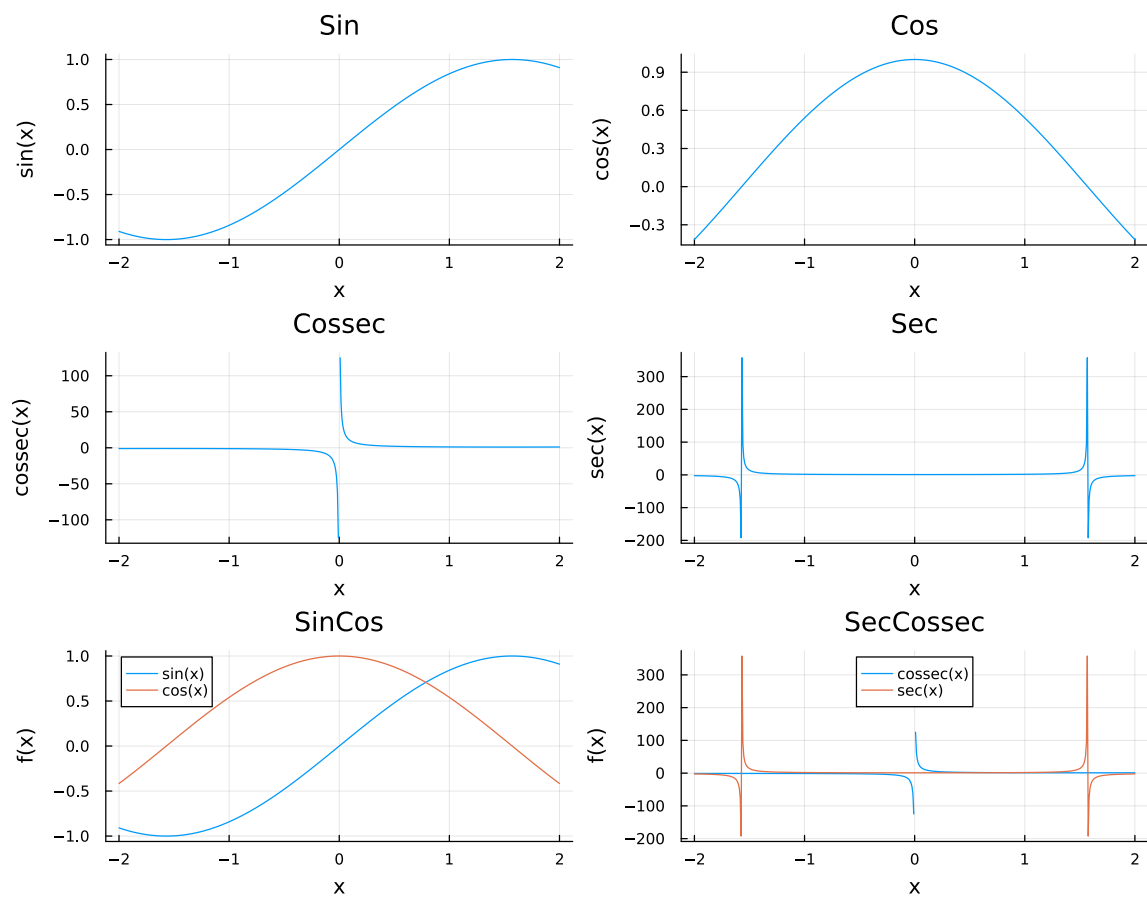 Sin
1.0
0.5
0.0
−0.5
−1.0
sin(x)
−2 −1 0 1 2
x
Cos
0.9
0.6
0.3
0.0
−0.3
cos(x)
−2 −1 0 1 2
x
Cossec
100
50
0
−50
−100
cossec(x)
−2 −1 0 1 2
x
Sec
300
200
100
0
−100
−200
sec(x)
−2 −1 0 1 2
x
SinCos
1.0
0.5
0.0
−0.5
−1.0
f(x)
sin(x)
cos(x)
−2 −1 0 1 2
x
SecCossec
300
200
100
0
−100
−200
f(x)
cossec(x)
sec(x)
−2 −1 0 1 2
x